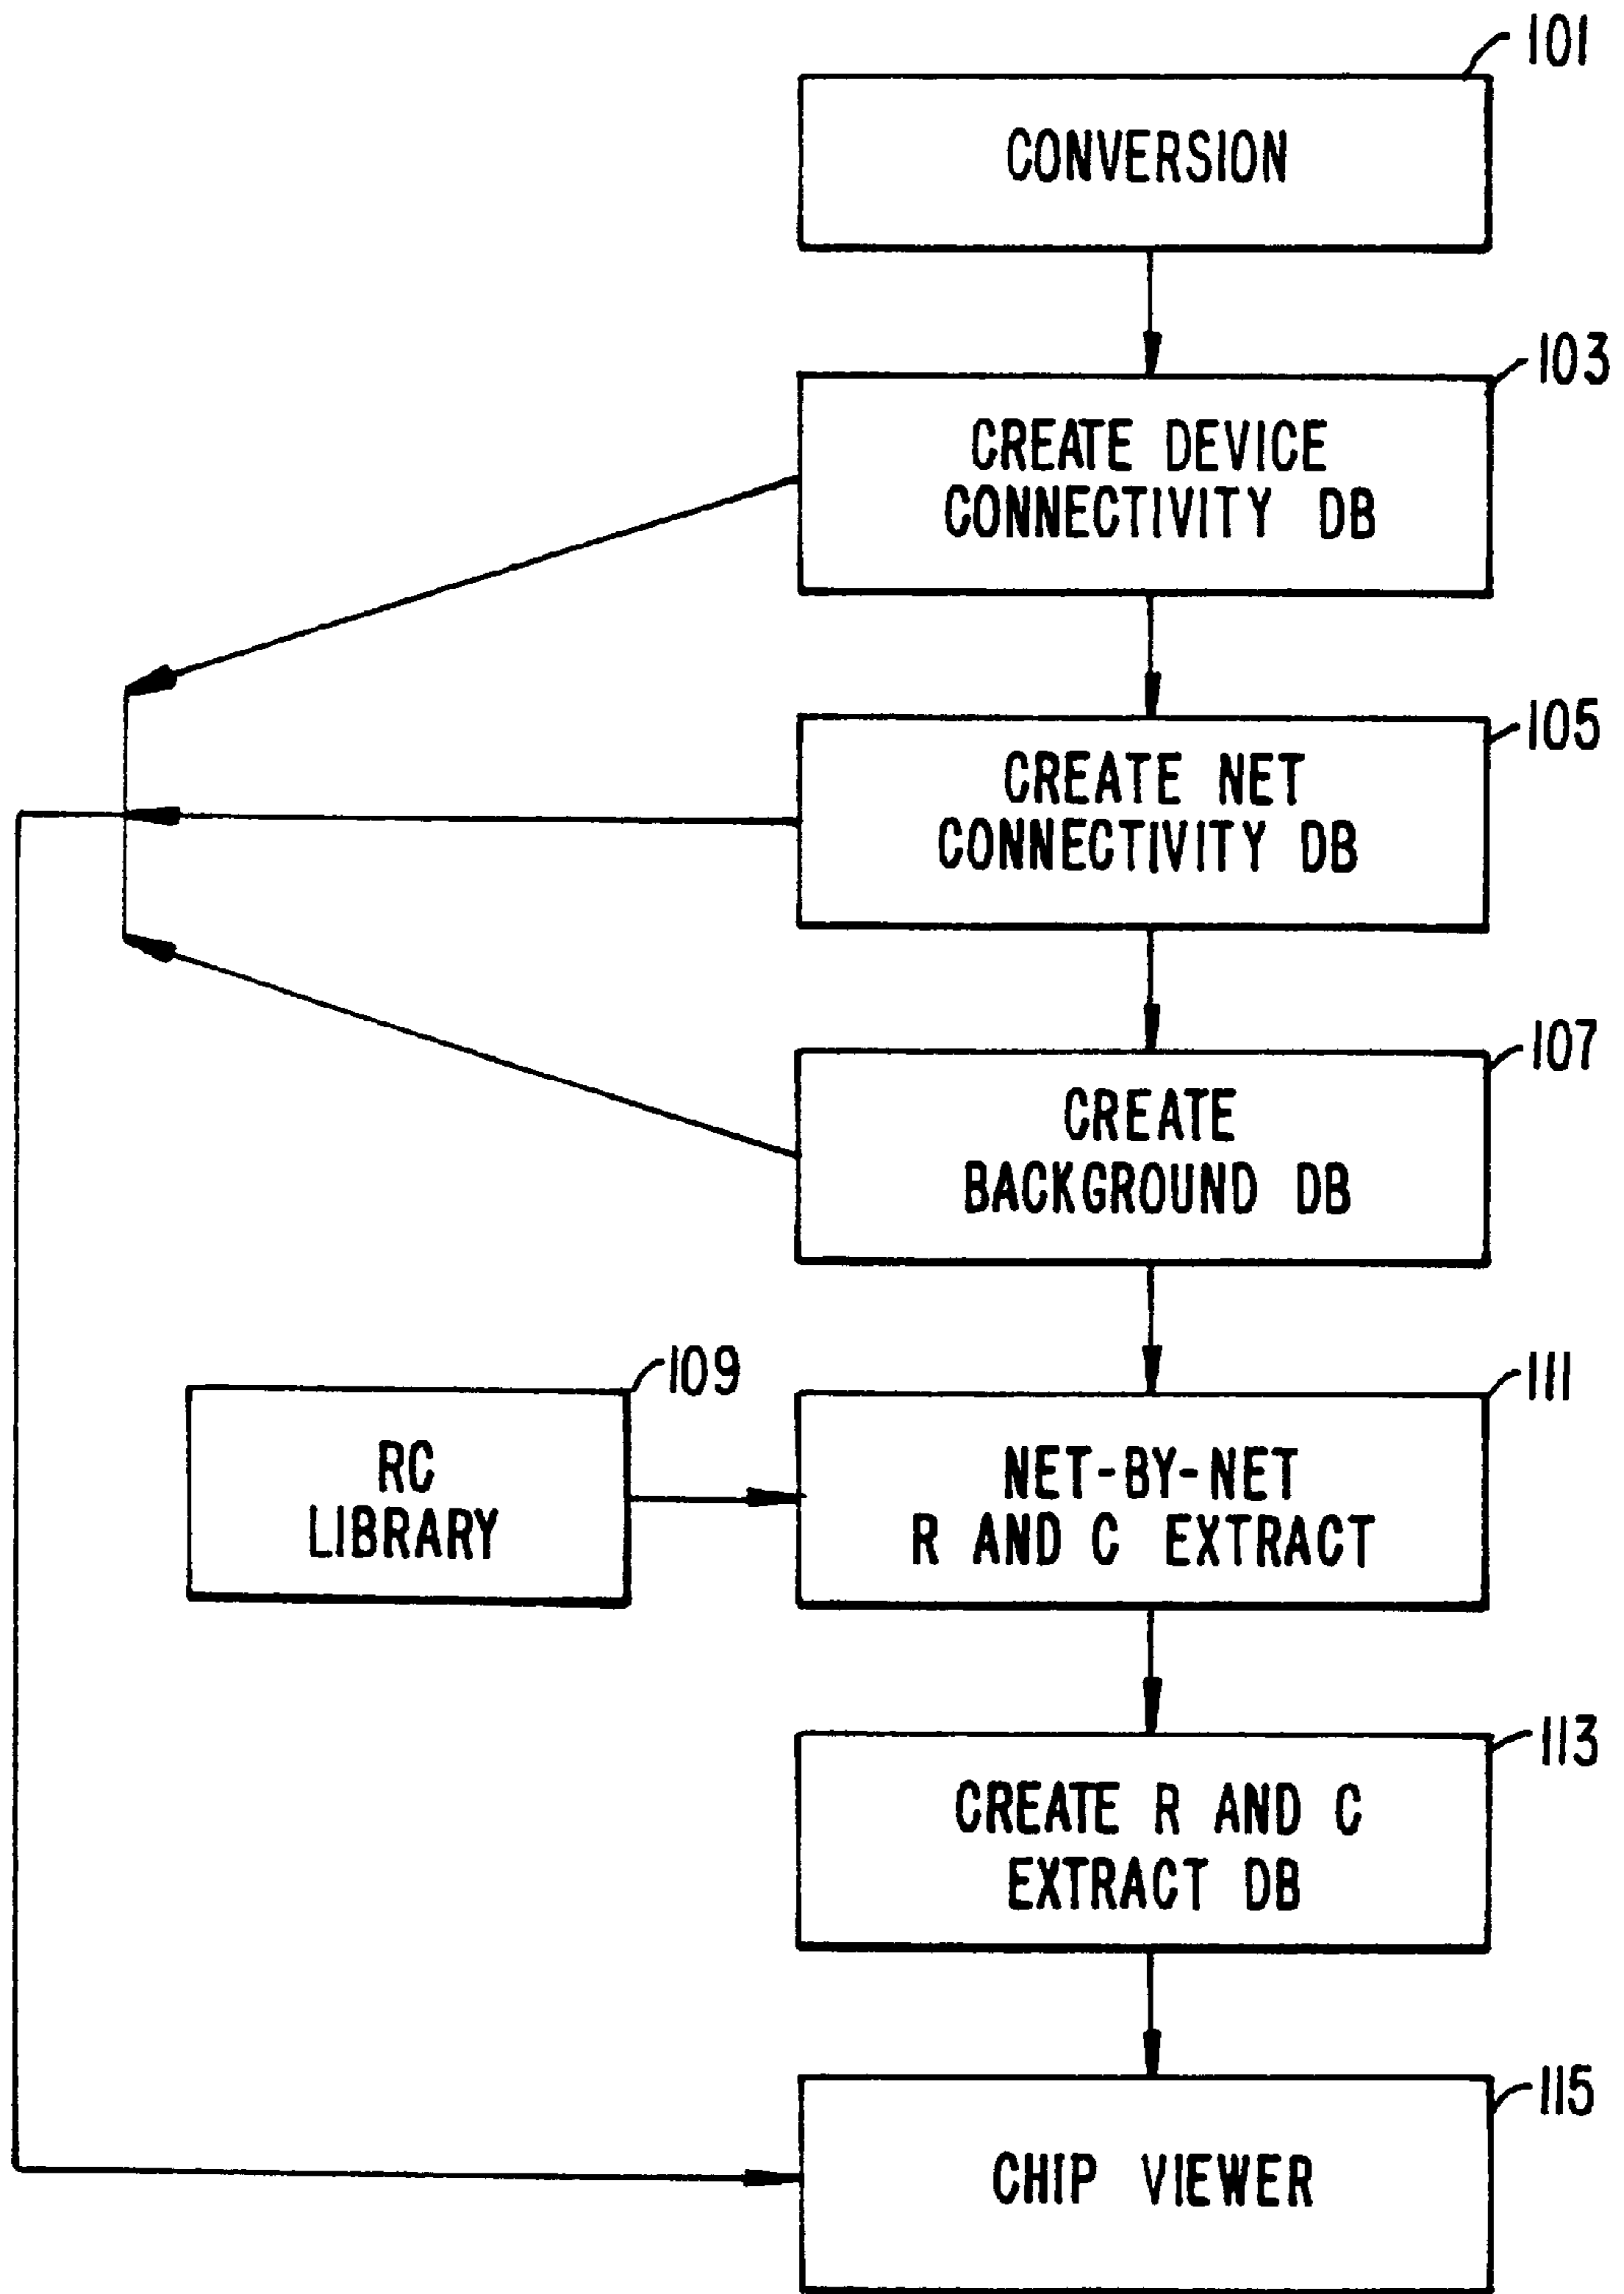 101
CONVERSION
103
CREATE DEVICE
CONNECTIVITY DB
105
CREATE NET
CONNECTIVITY DB
107
CREATE
BACKGROUND DB
109
RC
LIBRARY
111
NET-BY-NET
R AND C EXTRACT
113
CREATE R AND C
EXTRACT DB
115
CHIP VIEWER